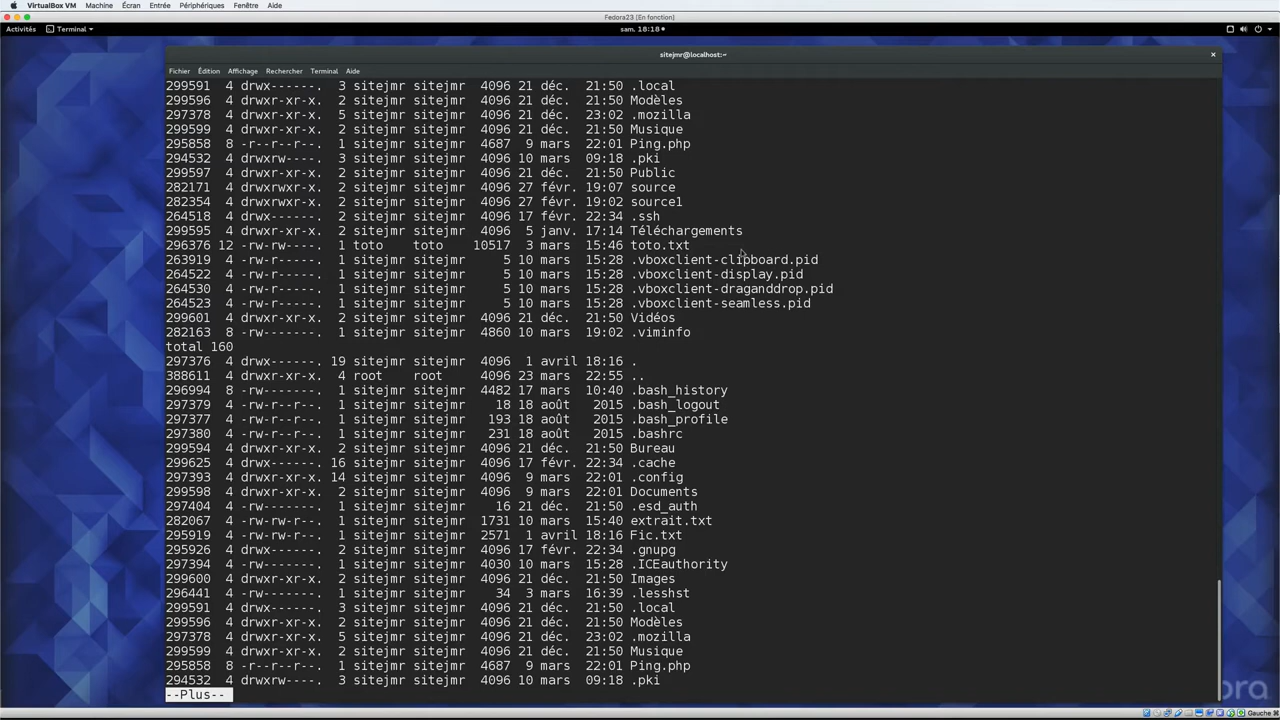 VirtualBox VM Machine Écran Entrée Périphériques Fenêtre Aide
Fedora23 [En fonction]
Activités Terminal sam. 18:18
sitejmr@localhost:~
Fichier Édition Affichage Rechercher Terminal Aide
299591 4 drwx------. 3 sitejmr sitejmr 4096 21 déc. 21:50 .local
299596 4 drwxr-xr-x. 2 sitejmr sitejmr 4096 21 déc. 21:50 Modèles
297378 4 drwxr-xr-x. 5 sitejmr sitejmr 4096 21 déc. 23:02 .mozilla
299599 4 drwxr-xr-x. 2 sitejmr sitejmr 4096 21 déc. 21:50 Musique
295858 8 -r--r--r--. 1 sitejmr sitejmr 4687 9 mars 22:01 Ping.php
294532 4 drwxrw----. 3 sitejmr sitejmr 4096 10 mars 09:18 .pki
299597 4 drwxr-xr-x. 2 sitejmr sitejmr 4096 21 déc. 21:50 Public
282171 4 drwxrwxr-x. 2 sitejmr sitejmr 4096 27 févr. 19:07 source
282354 4 drwxrwxr-x. 2 sitejmr sitejmr 4096 27 févr. 19:02 source1
264518 4 drwx------. 2 sitejmr sitejmr 4096 17 févr. 22:34 .ssh
299595 4 drwxr-xr-x. 2 sitejmr sitejmr 4096 5 janv. 17:14 Téléchargements
296376 12 -rw-rw----. 1 toto toto 10517 3 mars 15:46 toto.txt
263919 4 -rw-r-----. 1 sitejmr sitejmr 5 10 mars 15:28 .vboxclient-clipboard.pid
264522 4 -rw-r-----. 1 sitejmr sitejmr 5 10 mars 15:28 .vboxclient-display.pid
264530 4 -rw-r-----. 1 sitejmr sitejmr 5 10 mars 15:28 .vboxclient-draganddrop.pid
264523 4 -rw-r-----. 1 sitejmr sitejmr 5 10 mars 15:28 .vboxclient-seamless.pid
299601 4 drwxr-xr-x. 2 sitejmr sitejmr 4096 21 déc. 21:50 Vidéos
282163 8 -rw-------. 1 sitejmr sitejmr 4860 10 mars 19:02 .viminfo
total 160
297376 4 drwx------. 19 sitejmr sitejmr 4096 1 avril 18:16 .
388611 4 drwxr-xr-x. 4 root root 4096 23 mars 22:55 ..
296994 8 -rw-------. 1 sitejmr sitejmr 4482 17 mars 10:40 .bash_history
297379 4 -rw-r--r--. 1 sitejmr sitejmr 18 18 août 2015 .bash_logout
297377 4 -rw-r--r--. 1 sitejmr sitejmr 193 18 août 2015 .bash_profile
297380 4 -rw-r--r--. 1 sitejmr sitejmr 231 18 août 2015 .bashrc
299594 4 drwxr-xr-x. 2 sitejmr sitejmr 4096 21 déc. 21:50 Bureau
299625 4 drwx------. 16 sitejmr sitejmr 4096 17 févr. 22:34 .cache
297393 4 drwxr-xr-x. 14 sitejmr sitejmr 4096 9 mars 22:01 .config
299598 4 drwxr-xr-x. 2 sitejmr sitejmr 4096 9 mars 22:01 Documents
297404 4 -rw-------. 1 sitejmr sitejmr 16 21 déc. 21:50 .esd_auth
282067 4 -rw-rw-r--. 1 sitejmr sitejmr 1731 10 mars 15:40 extrait.txt
295919 4 -rw-rw-r--. 1 sitejmr sitejmr 2571 1 avril 18:16 Fic.txt
295926 4 drwx------. 2 sitejmr sitejmr 4096 17 févr. 22:34 .gnupg
297394 4 -rw-------. 1 sitejmr sitejmr 4030 10 mars 15:28 .ICEauthority
299600 4 drwxr-xr-x. 2 sitejmr sitejmr 4096 21 déc. 21:50 Images
296441 4 -rw-------. 1 sitejmr sitejmr 34 3 mars 16:39 .lesshst
299591 4 drwx------. 3 sitejmr sitejmr 4096 21 déc. 21:50 .local
299596 4 drwxr-xr-x. 2 sitejmr sitejmr 4096 21 déc. 21:50 Modèles
297378 4 drwxr-xr-x. 5 sitejmr sitejmr 4096 21 déc. 23:02 .mozilla
299599 4 drwxr-xr-x. 2 sitejmr sitejmr 4096 21 déc. 21:50 Musique
295858 8 -r--r--r--. 1 sitejmr sitejmr 4687 9 mars 22:01 Ping.php
294532 4 drwxrw----. 3 sitejmr sitejmr 4096 10 mars 09:18 .pki
--Plus--
ora
Gauche ⌘